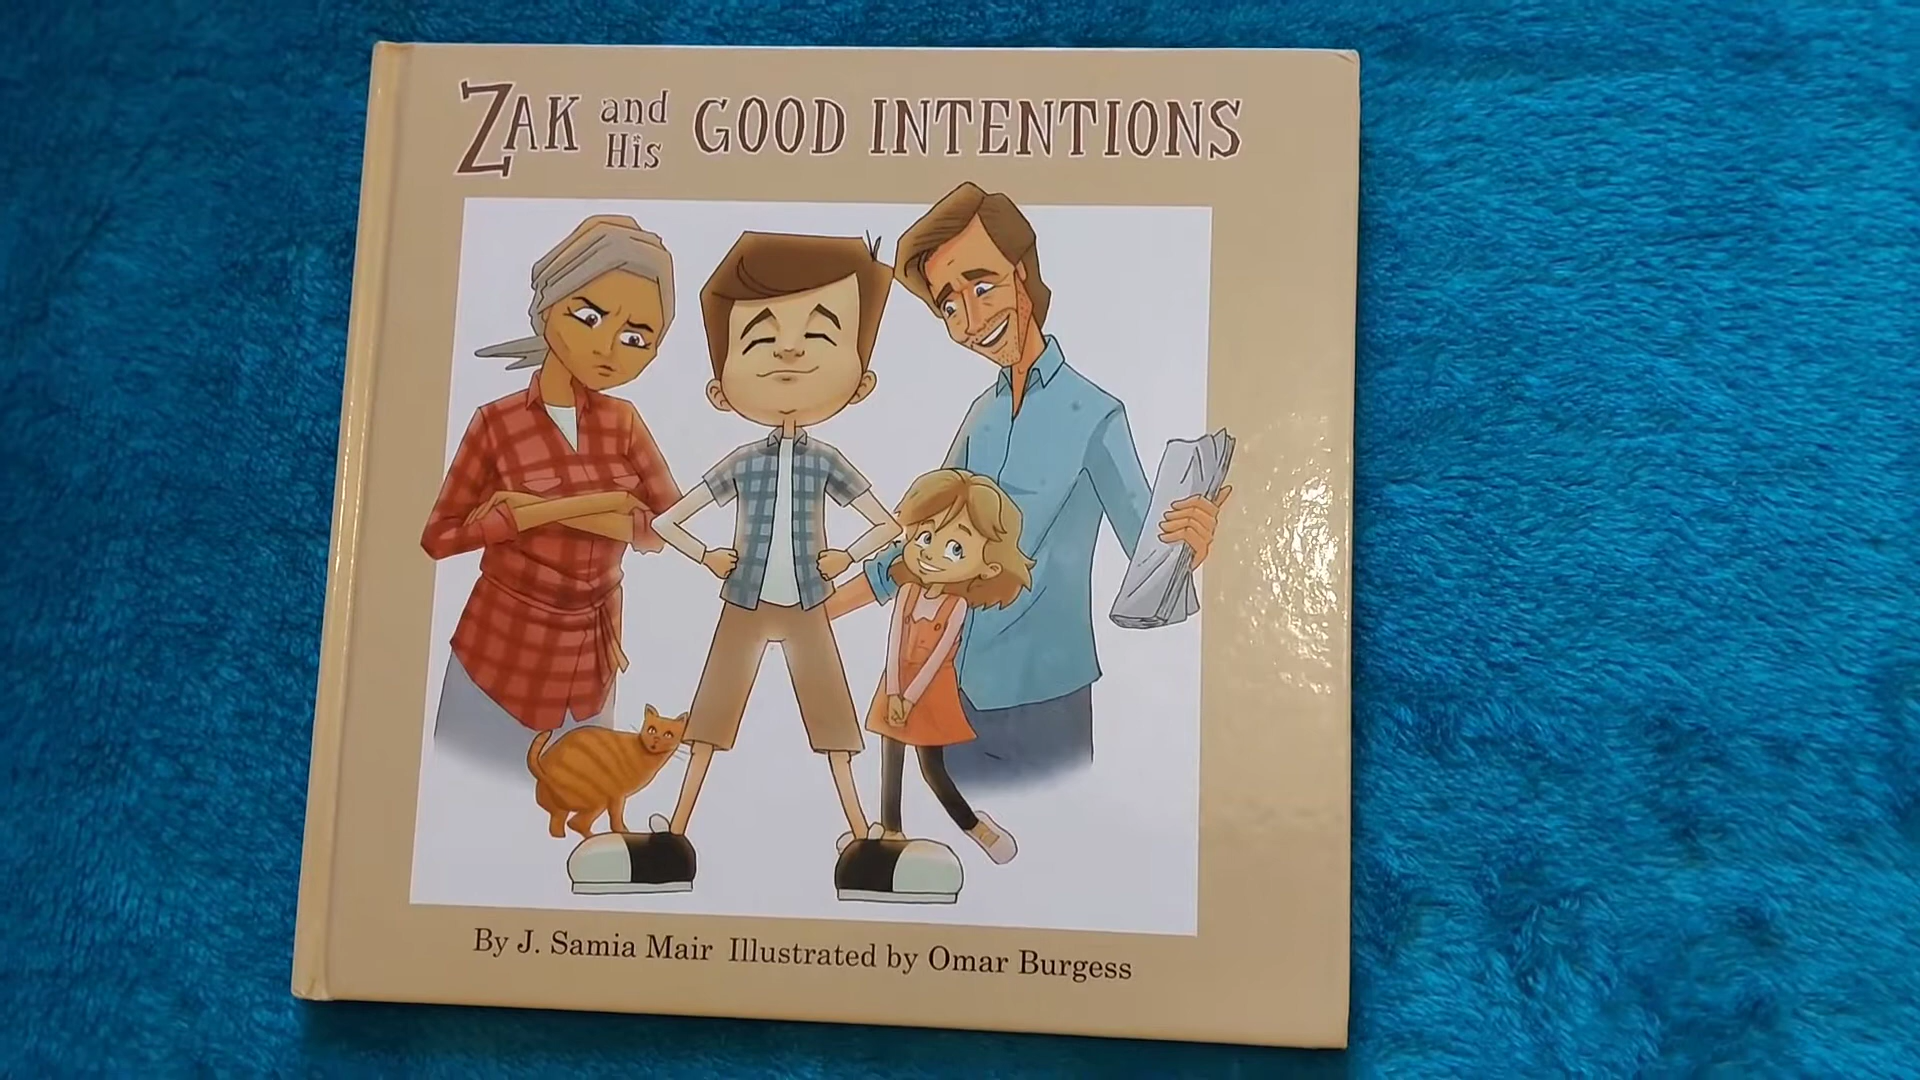 ZAK and His GOOD INTENTIONS
By J. Samia Mair Illustrated by Omar Burgess